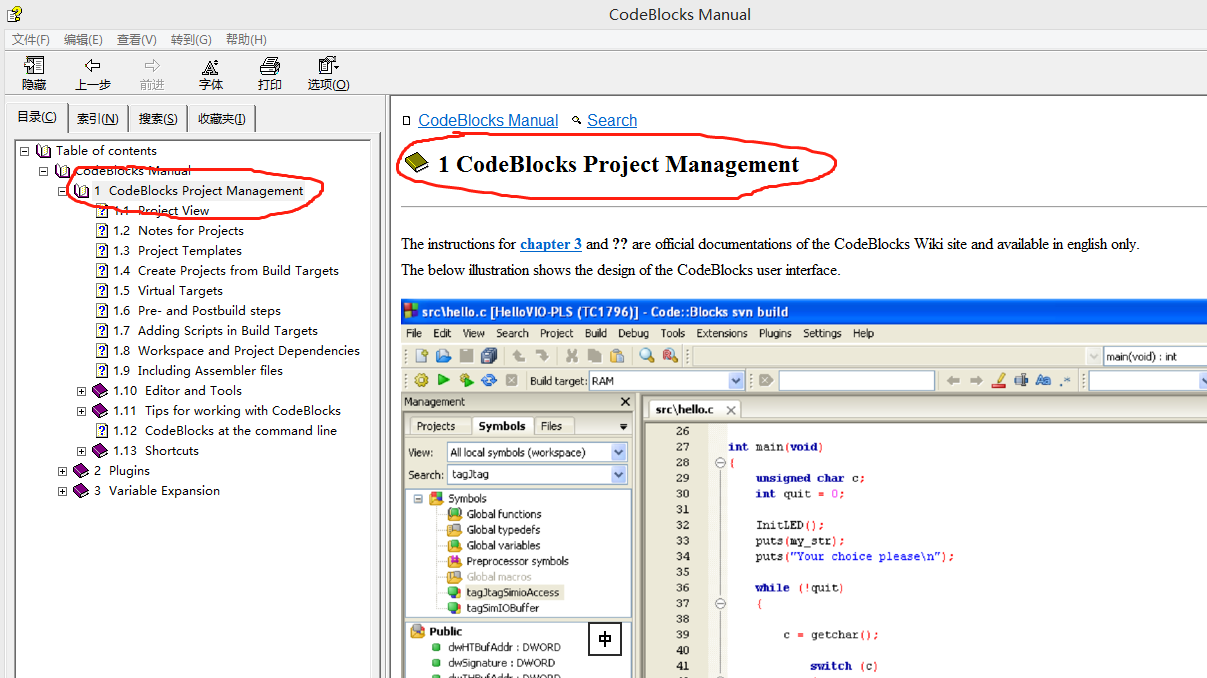 CodeBlocks Manual
文件(F) 编辑(E) 查看(V) 转到(G) 帮助(H)
隐藏 上一步 前进 字体 打印 选项(O)
目录(C) 索引(N) 搜索(S) 收藏夹(I)
Table of contents
CodeBlocks Manual
1 CodeBlocks Project Management
1.1 Project View
1.2 Notes for Projects
1.3 Project Templates
1.4 Create Projects from Build Targets
1.5 Virtual Targets
1.6 Pre- and Postbuild steps
1.7 Adding Scripts in Build Targets
1.8 Workspace and Project Dependencies
1.9 Including Assembler files
1.10 Editor and Tools
1.11 Tips for working with CodeBlocks
1.12 CodeBlocks at the command line
1.13 Shortcuts
2 Plugins
3 Variable Expansion
CodeBlocks Manual Search
1 CodeBlocks Project Management
The instructions for chapter 3 and ?? are official documentations of the CodeBlocks Wiki site and available in english only.
The below illustration shows the design of the CodeBlocks user interface.
src\hello.c [HelloVIO-PLS (TC1796)] - Code::Blocks svn build
File Edit View Search Project Build Debug Tools Extensions Plugins Settings Help
main(void) : int
Build target: RAM
Management
Projects Symbols Files
View: All local symbols (workspace)
Search: tagJtag
Symbols
Global functions
Global typedefs
Global variables
Preprocessor symbols
Global macros
tagJtagSimioAccess
tagSimIOBuffer
Public
dwHTBufAddr : DWORD
dwSignature : DWORD
dwTHBufAddr : DWORD
中
src\hello.c
26
27 int main(void)
28 {
29 unsigned char c;
30 int quit = 0;
31
32 InitLED();
33 puts(my_str);
34 puts("Your choice please\n");
35
36 while (!quit)
37 {
38
39 c = getchar();
40
41 switch (c)